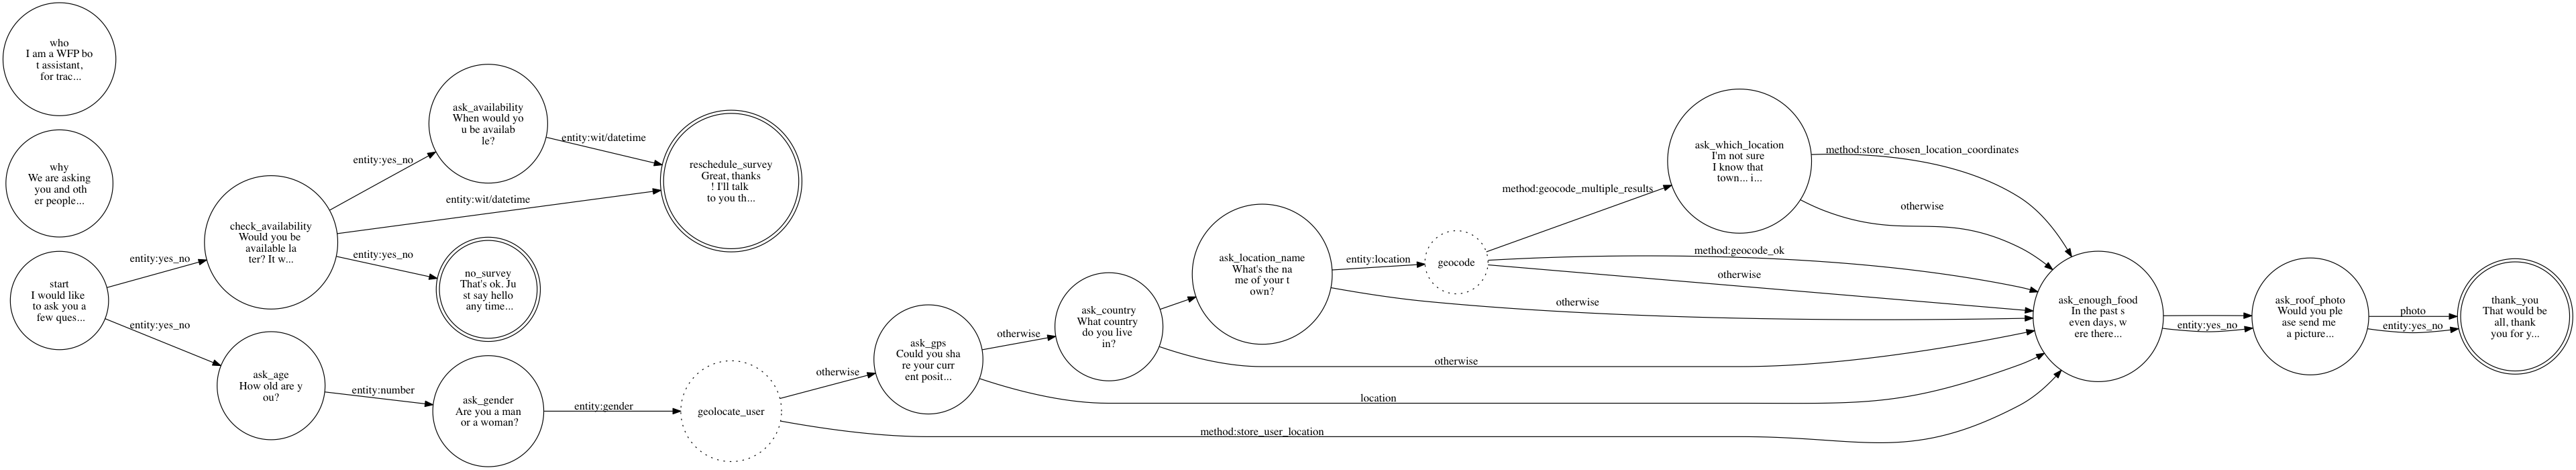 who
I am a WFP bo
t assistant,
for trac...
why
We are asking
you and oth
er people...
start
I would like
to ask you a
few ques...
entity:yes_no
entity:yes_no
check_availability
Would you be
available la
ter? It w...
ask_age
How old are y
ou?
entity:yes_no
entity:wit/datetime
entity:yes_no
entity:number
ask_availability
When would yo
u be availab
le?
no_survey
That's ok. Ju
st say hello
any time...
ask_gender
Are you a man
or a woman?
entity:wit/datetime
entity:gender
reschedule_survey
Great, thanks
! I'll talk
to you th...
geolocate_user
otherwise
method:store_user_location
ask_gps
Could you sha
re your curr
ent posit...
otherwise
location
ask_country
What country
do you live
in?
otherwise
ask_location_name
What's the na
me of your t
own?
entity:location
otherwise
geocode
method:geocode_multiple_results
method:geocode_ok
otherwise
ask_which_location
I'm not sure
I know that
town... i...
method:store_chosen_location_coordinates
otherwise
ask_enough_food
In the past s
even days, w
ere there...
entity:yes_no
ask_roof_photo
Would you ple
ase send me
a picture...
photo
entity:yes_no
thank_you
That would be
all, thank
you for y...